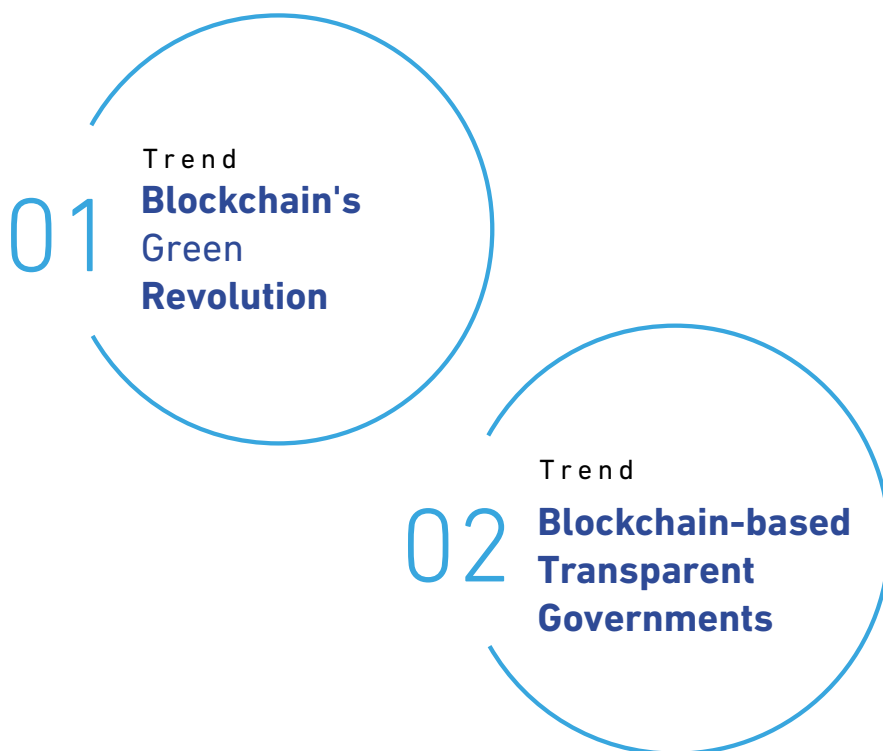 Trend
01
Blockchain's
Green
Revolution
Trend
02
Blockchain-based
Transparent
Governments